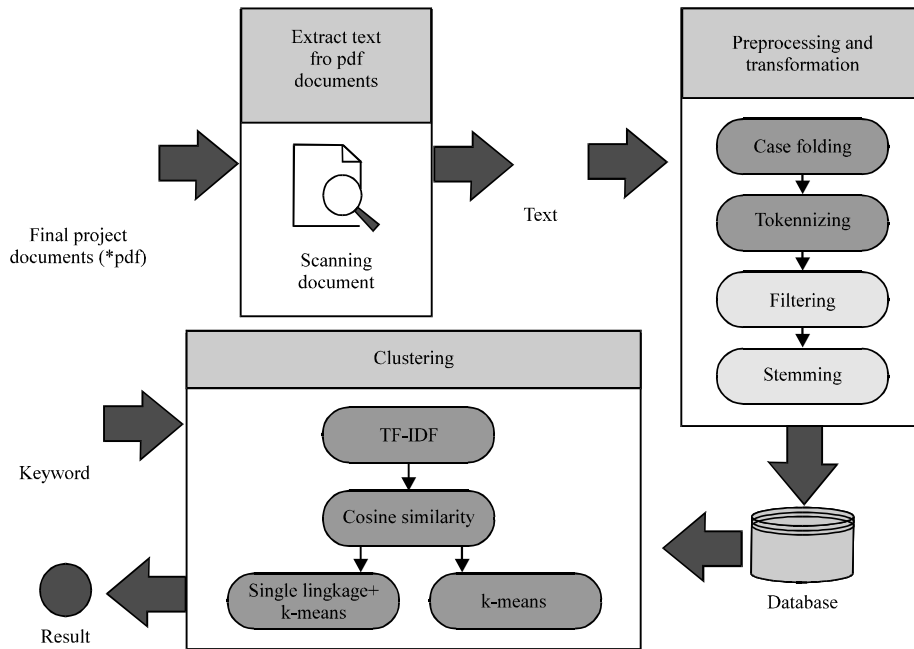 Extract text
fro pdf
documents
Preprocessing and
transformation
Case folding
Tokennizing
Filtering
Stemming
Text
Final project
documents (*pdf)
Scanning
document
Clustering
TF-IDF
Cosine similarity
Single lingkage+
k-means
k-means
Keyword
Database
Result